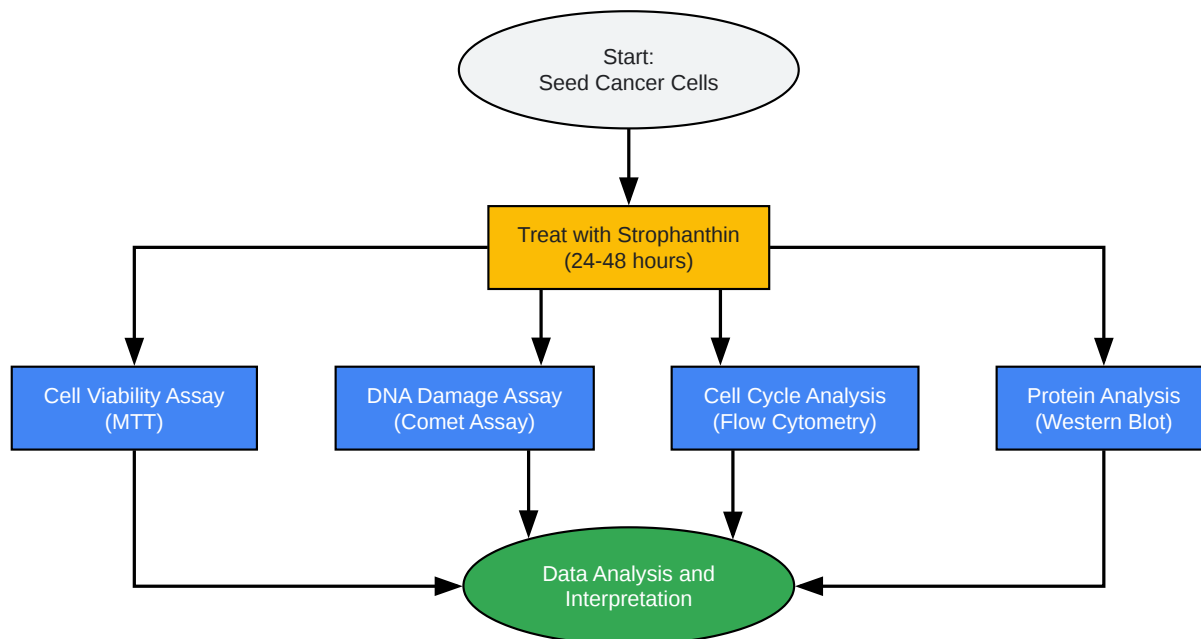 Start:
Seed Cancer Cells
Treat with Strophanthin
(24-48 hours)
Cell Viability Assay
(MTT)
DNA Damage Assay
(Comet Assay)
Cell Cycle Analysis
(Flow Cytometry)
Protein Analysis
(Western Blot)
Data Analysis and
Interpretation